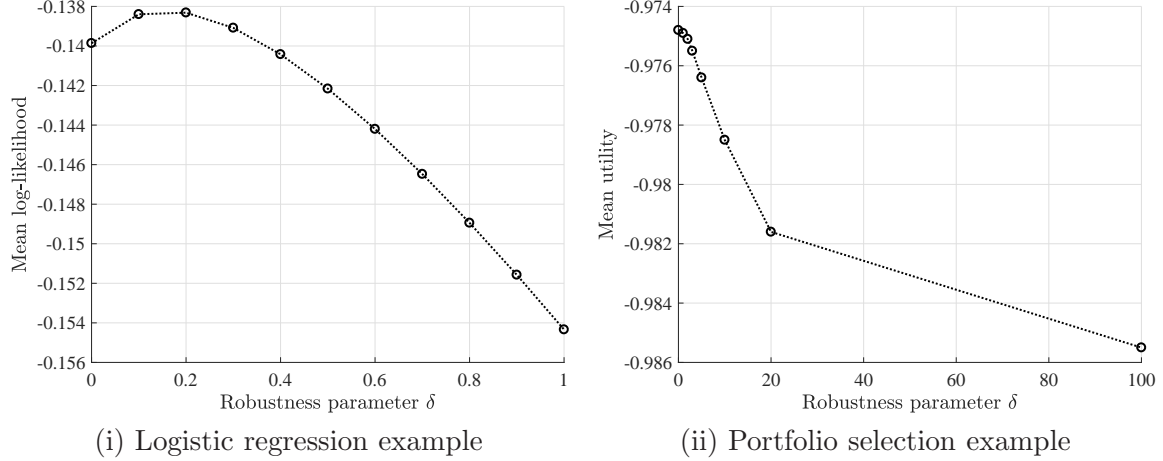 -0.138
-0.14
-0.142
-0.144
-0.146
-0.148
-0.15
-0.152
-0.154
-0.156
Mean log-likelihood
0 0.2 0.4 0.6 0.8 1
Robustness parameter δ
(i) Logistic regression example
-0.974
-0.976
-0.978
-0.98
-0.982
-0.984
-0.986
Mean utility
0 20 40 60 80 100
Robustness parameter δ
(ii) Portfolio selection example